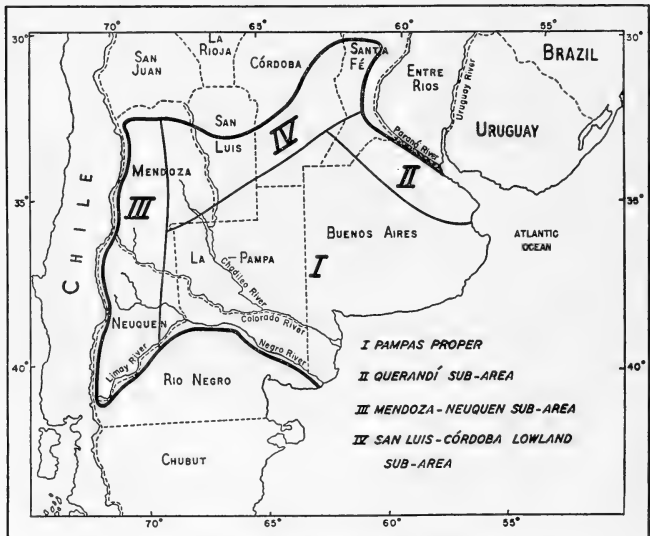 70° 65° 60° 55°
30°
LA RIOJA
SAN JUAN
CÓRDOBA
SANTA FÉ
BRAZIL
ENTRE RIOS
Uruguay River
SAN LUIS
IV
URUGUAY
Paraná River
MENDOZA
II
CHILE
III
35° 35°
BUENOS AIRES
ATLANTIC OCEAN
LA PAMPA
I
Chadileo River
Colorado River
NEUQUEN
Negro River
Limay River
I PAMPAS PROPER
II QUERANDÍ SUB-AREA
40° 40°
RIO NEGRO
III MENDOZA-NEUQUEN SUB-AREA
IV SAN LUIS-CÓRDOBA LOWLAND
SUB-AREA
CHUBUT
70° 65° 60° 55°